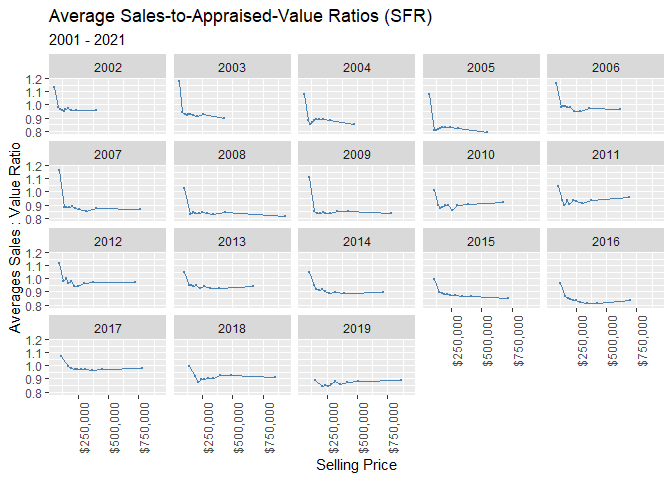 Average Sales-to-Appraised-Value Ratios (SFR)
2001 - 2021
2002 2003 2004 2005 2006
1.2
1.1
1.0
0.9
0.8
2007 2008 2009 2010 2011
1.2
1.1
1.0
0.9
0.8
2012 2013 2014 2015 2016
1.2
1.1
1.0
0.9
0.8
2017 2018 2019
1.2
1.1
1.0
0.9
0.8
Averages Sales : Value Ratio
$250,000 $500,000 $750,000 $250,000 $500,000 $750,000
$250,000 $500,000 $750,000 $250,000 $500,000 $750,000 $250,000 $500,000 $750,000
Selling Price